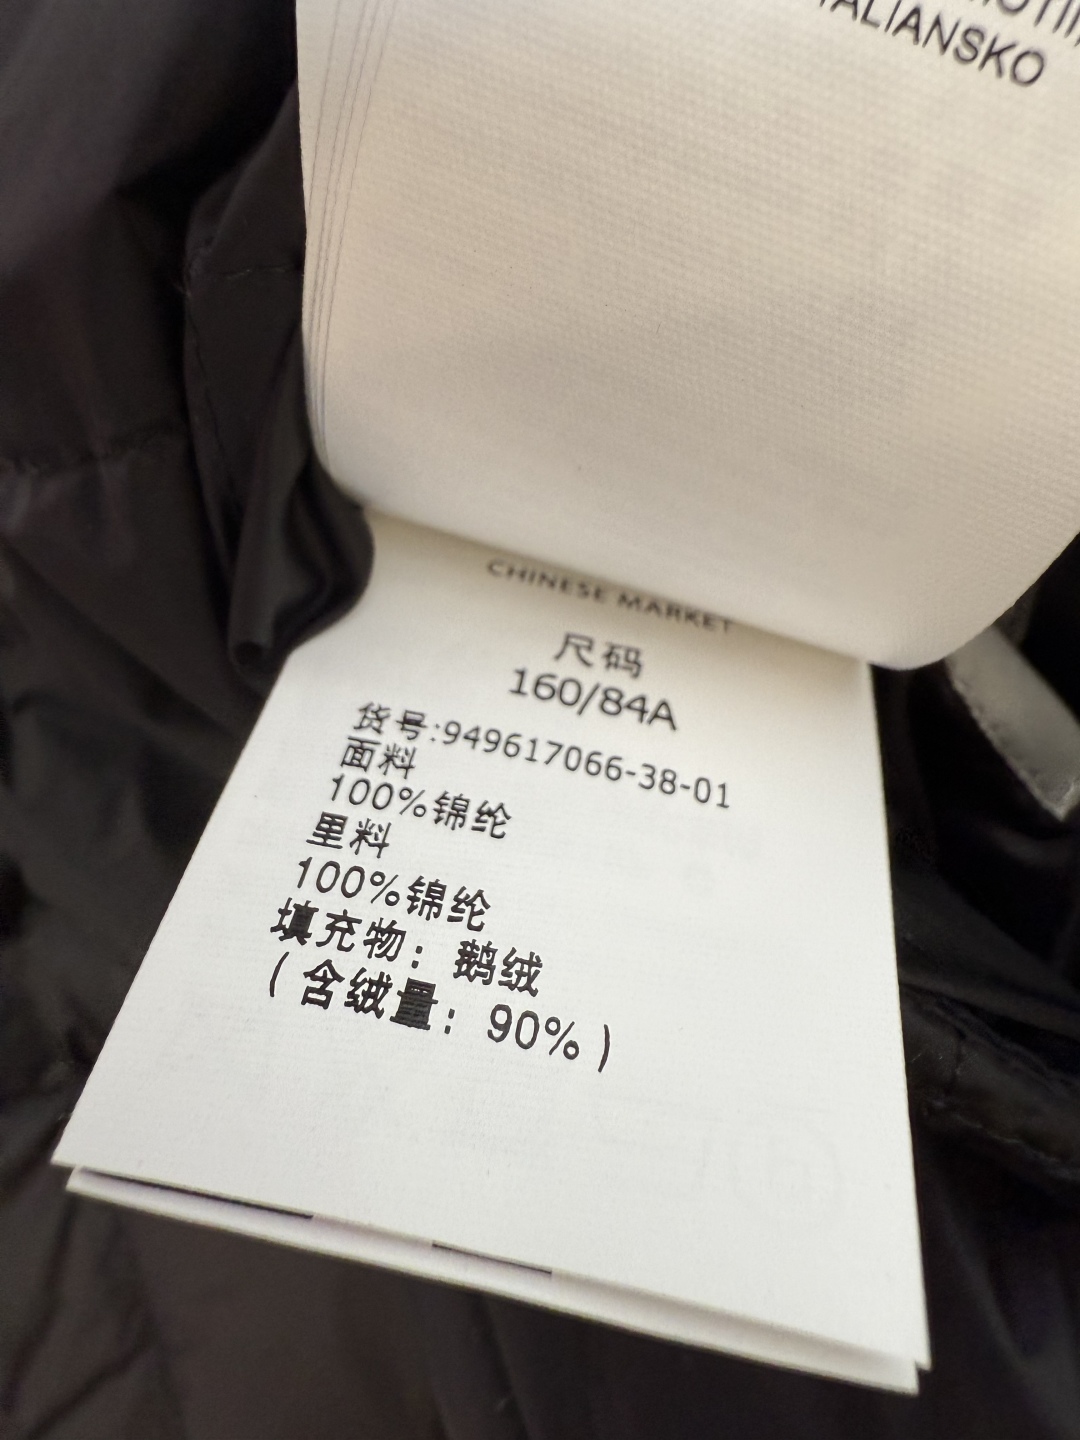 TALIANSKO
CHINESE MARKET
尺码
160/84A
货号:949617066-38-01
面料
100%锦纶
里料
100%锦纶
填充物：鹅绒
（含绒量：90%）